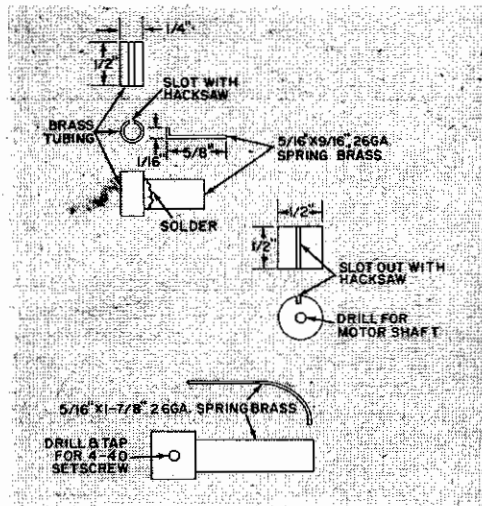 1/4"
1/2"
SLOT WITH
HACKSAW
BRASS
TUBING
1/16"
5/8"
5/16"X9/16", 26GA.
SPRING BRASS
SOLDER
1/2"
1/2"
SLOT OUT WITH
HACKSAW
DRILL FOR
MOTOR SHAFT
5/16"X1-7/8" 26GA. SPRING BRASS
DRILL & TAP
FOR 4-40
SETSCREW